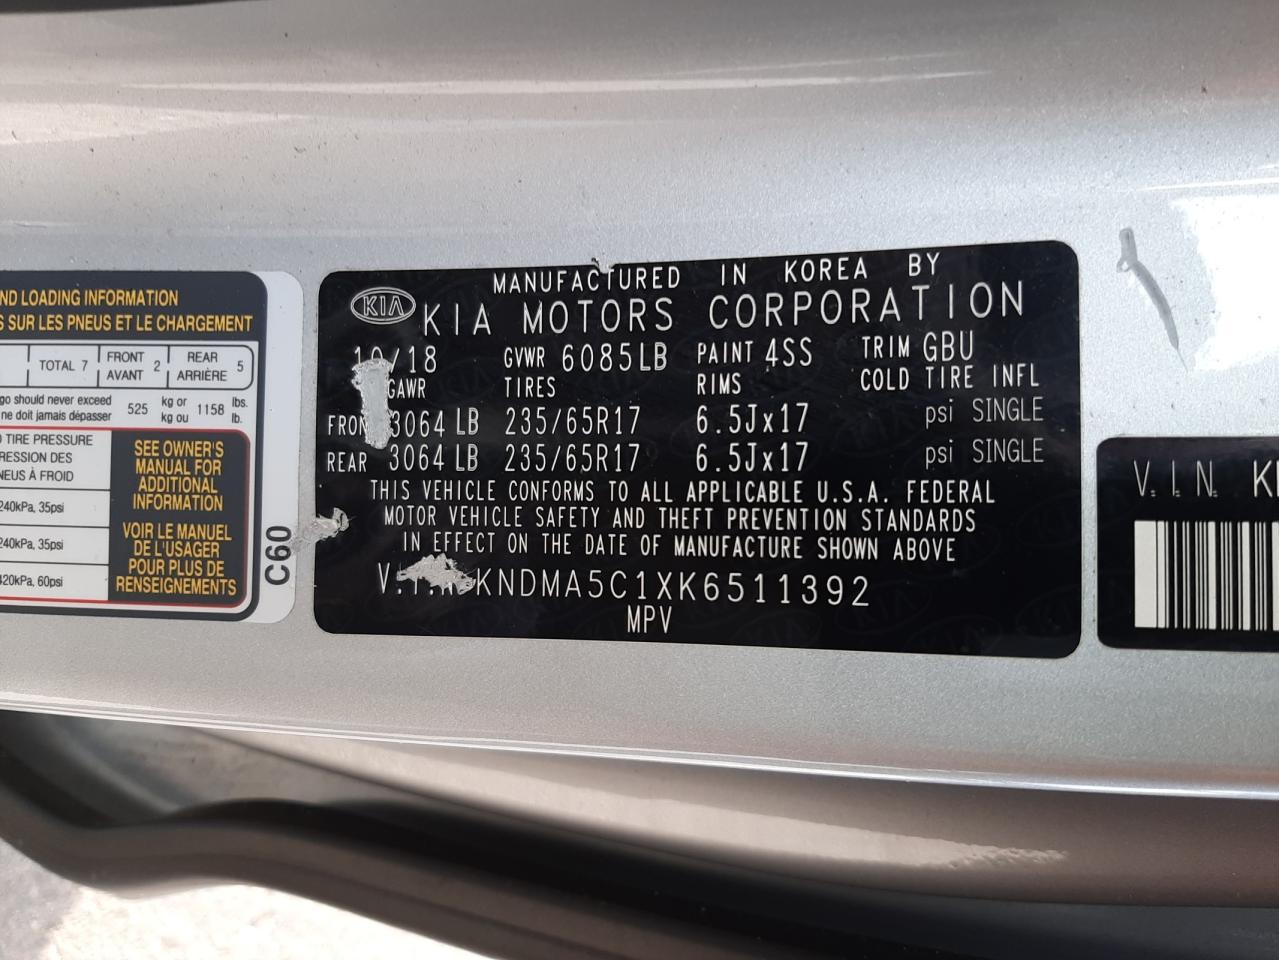 ND LOADING INFORMATION
S SUR LES PNEUS ET LE CHARGEMENT
TOTAL 7 FRONT AVANT 2 REAR ARRIÈRE 5
go should never exceed
ne doit jamais dépasser
525 kg or kg ou 1158 lbs. lb.
TIRE PRESSURE
RESSION DES
NEUS À FROID
240kPa, 35psi
240kPa, 35psi
420kPa, 60psi
SEE OWNER'S
MANUAL FOR
ADDITIONAL
INFORMATION
VOIR LE MANUEL
DE L'USAGER
POUR PLUS DE
RENSEIGNEMENTS
C60
MANUFACTURED IN KOREA BY
KIA KIA MOTORS CORPORATION
10/18 GVWR 6085LB PAINT 4SS TRIM GBU
GAWR TIRES RIMS COLD TIRE INFL
FRONT 3064 LB 235/65R17 6.5Jx17 psi SINGLE
REAR 3064 LB 235/65R17 6.5Jx17 psi SINGLE
THIS VEHICLE CONFORMS TO ALL APPLICABLE U.S.A. FEDERAL
MOTOR VEHICLE SAFETY AND THEFT PREVENTION STANDARDS
IN EFFECT ON THE DATE OF MANUFACTURE SHOWN ABOVE
V.I.N KNDMA5C1XK6511392
MPV
V.I.N. K